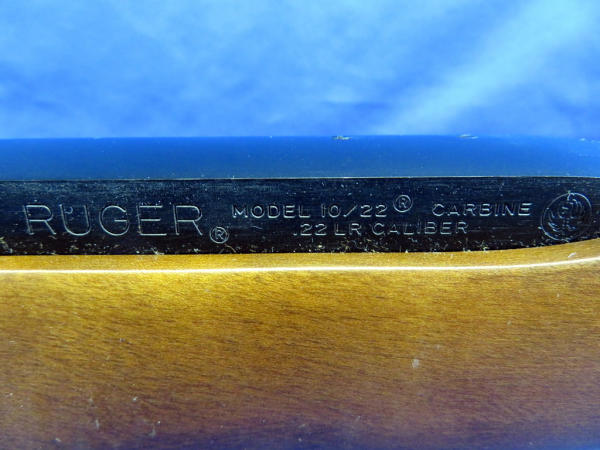 RUGER® MODEL 10/22® CARBINE
.22 LR CALIBER